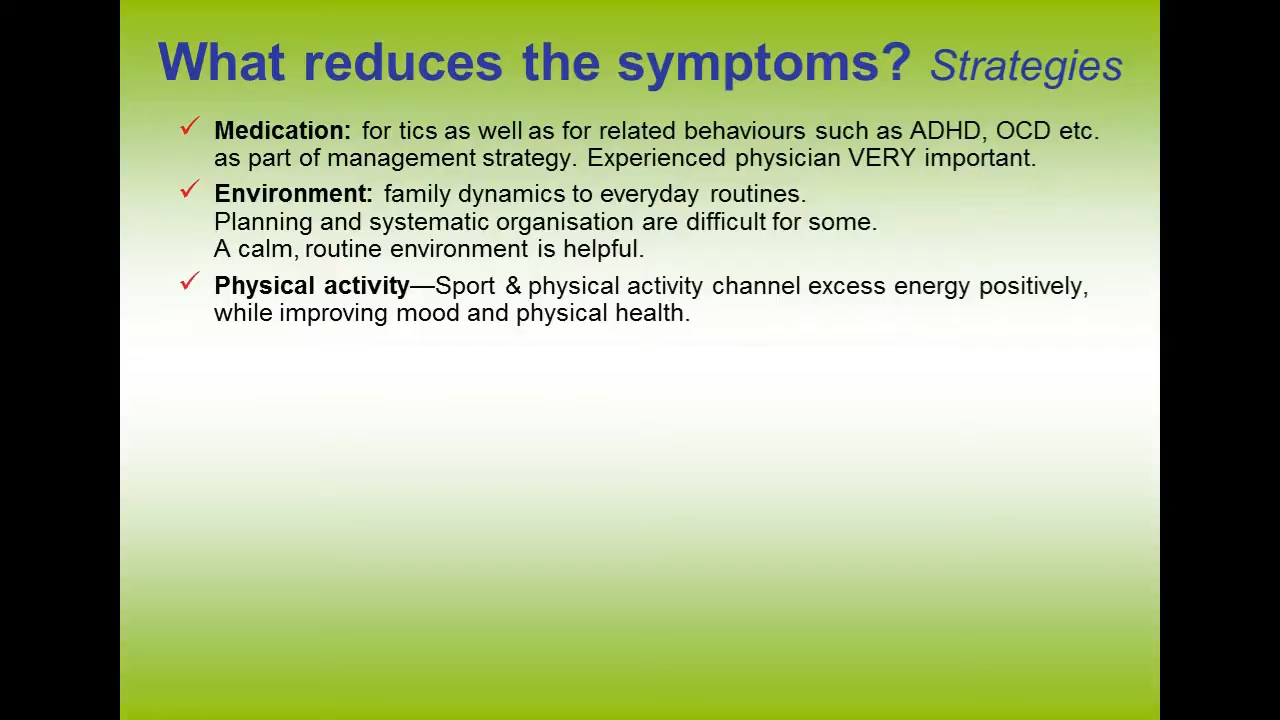 What reduces the symptoms? Strategies
✓ Medication: for tics as well as for related behaviours such as ADHD, OCD etc.
as part of management strategy. Experienced physician VERY important.
✓ Environment: family dynamics to everyday routines.
Planning and systematic organisation are difficult for some.
A calm, routine environment is helpful.
✓ Physical activity—Sport & physical activity channel excess energy positively,
while improving mood and physical health.